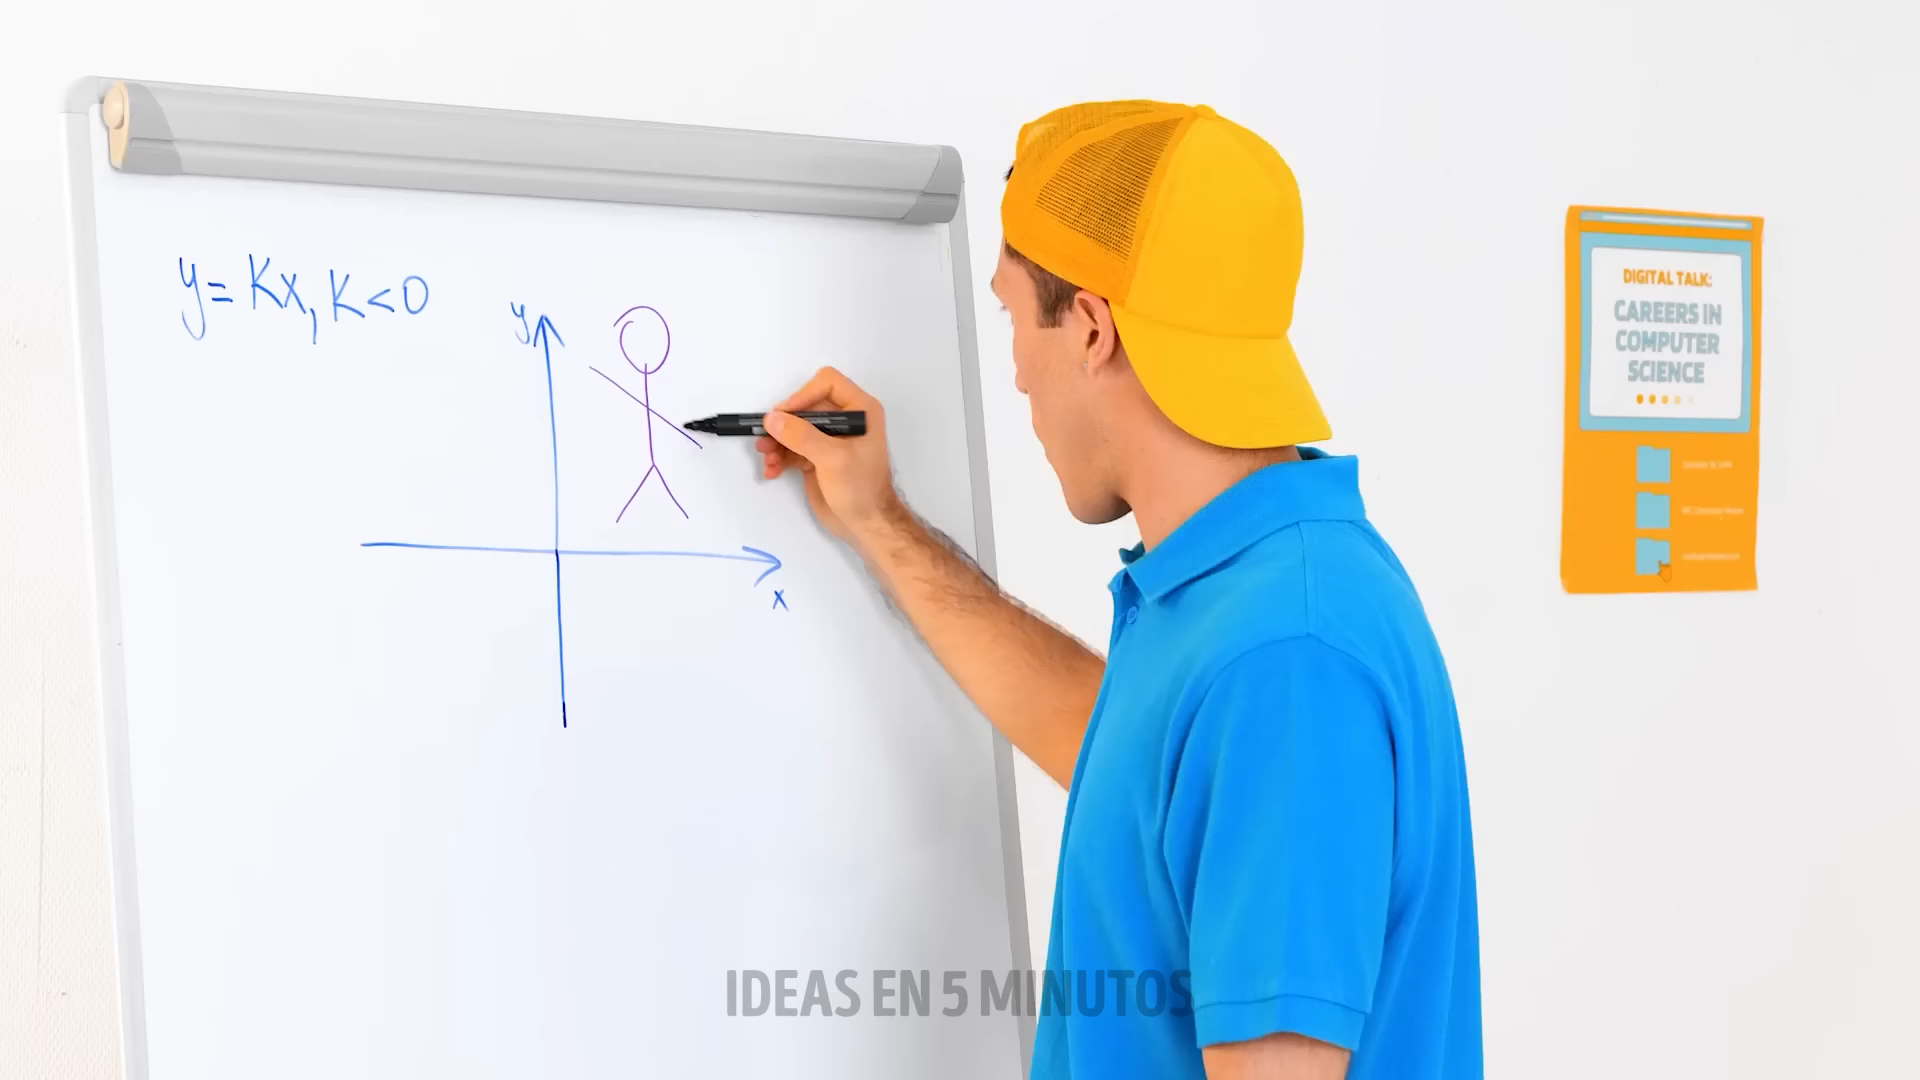 y = Kx, K < 0
y
x
DIGITAL TALK:
CAREERS IN
COMPUTER
SCIENCE
IDEAS EN 5 MINUTOS